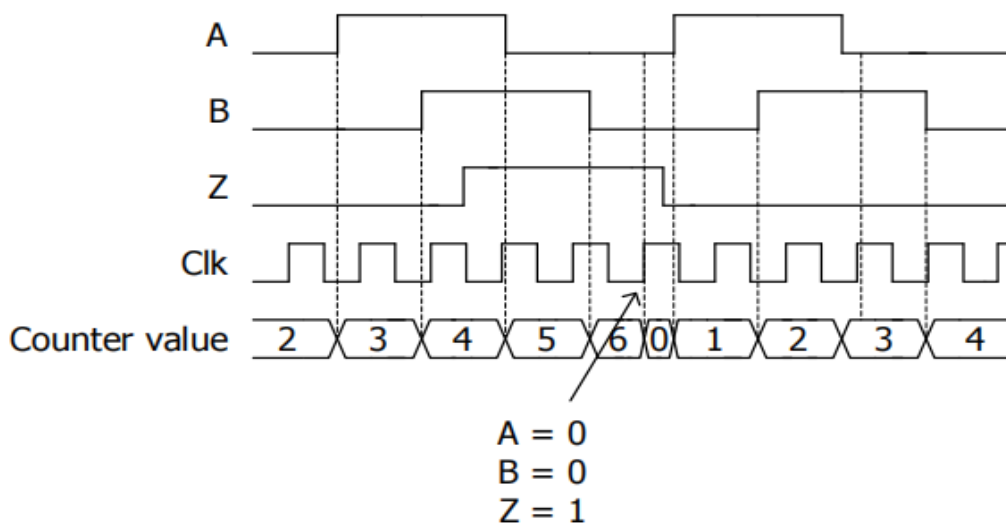 A
B
Z
Clk
Counter value 2 3 4 5 6 0 1 2 3 4
A = 0
B = 0
Z = 1